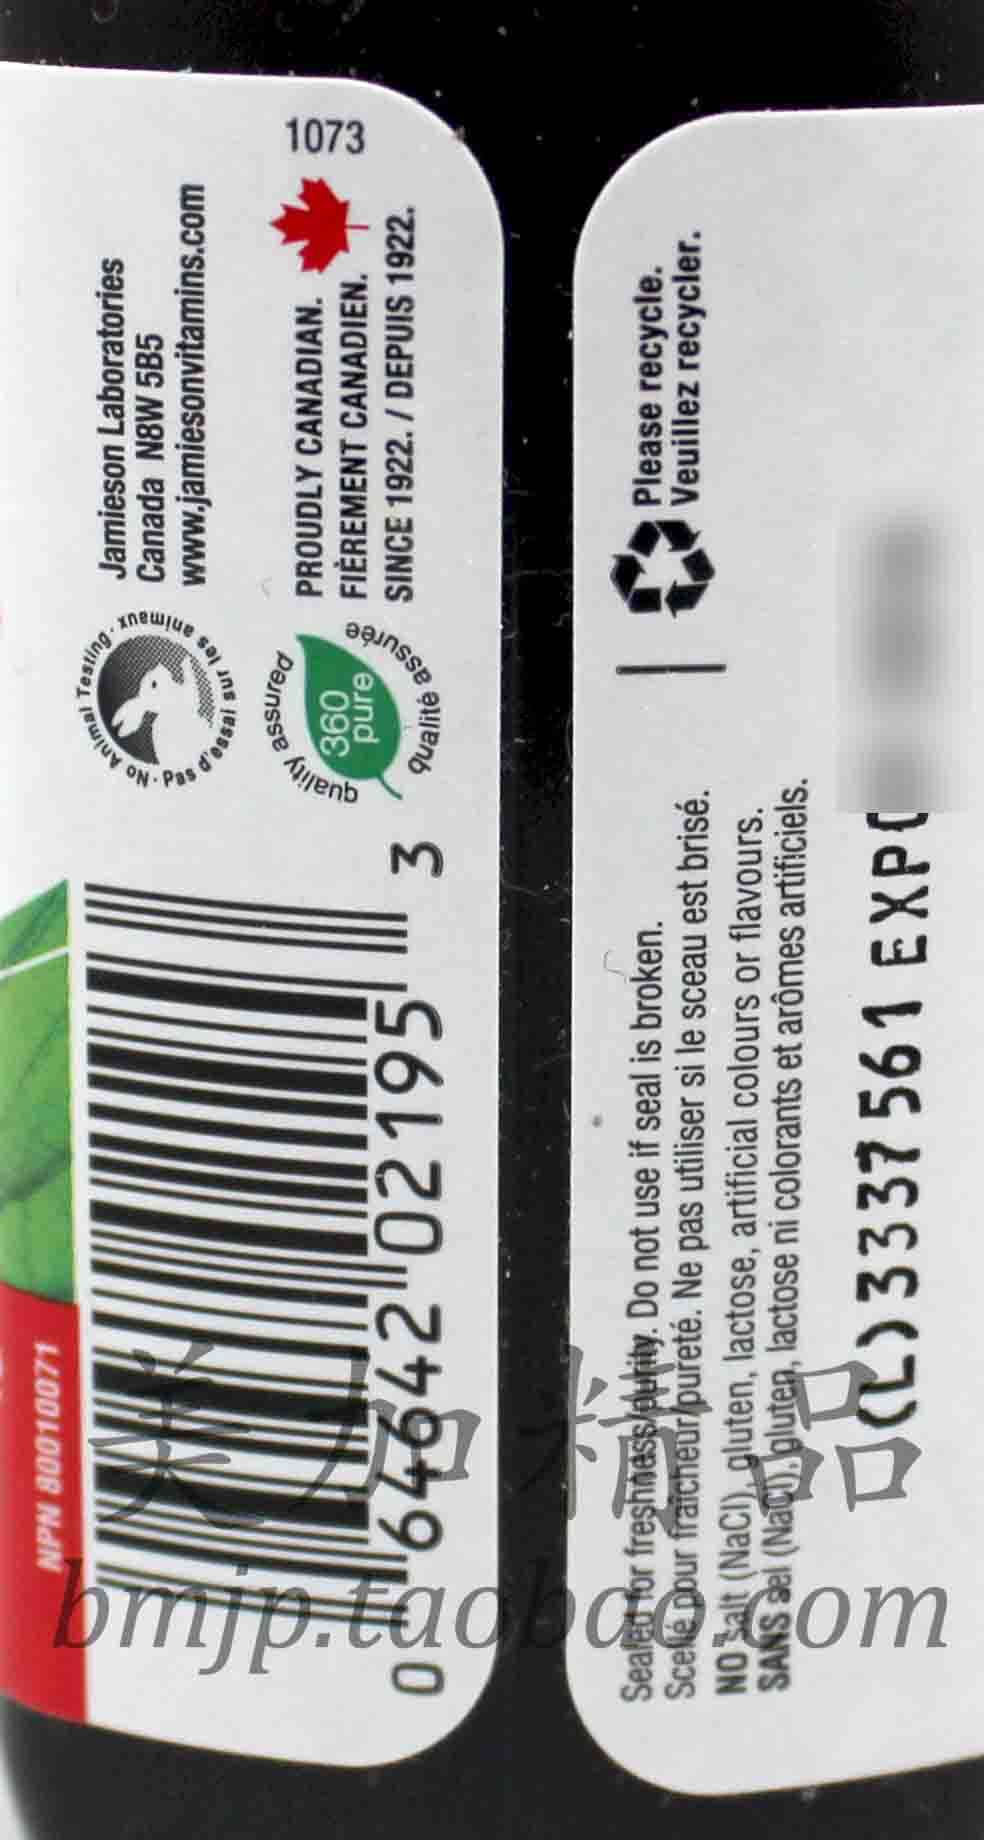 1073
Jamieson Laboratories
Canada N8W 5B5
www.jamiesonvitamins.com
No Animal Testing · Pas d'essai sur les animaux ·
PROUDLY CANADIAN.
FIÈREMENT CANADIEN.
SINCE 1922. / DEPUIS 1922.
quality assured
360
pure
qualité assurée
0 64642 02195 3
NPN 80010071
Please recycle.
Veuillez recycler.
Sealed for freshness/purity. Do not use if seal is broken.
Scellé pour fraîcheur/pureté. Ne pas utiliser si le sceau est brisé.
NO salt (NaCl), gluten, lactose, artificial colours or flavours.
SANS sel (NaCl), gluten, lactose ni colorants et arômes artificiels.
(L)3337561 EXP
美加精品
bmjp.taobao.com